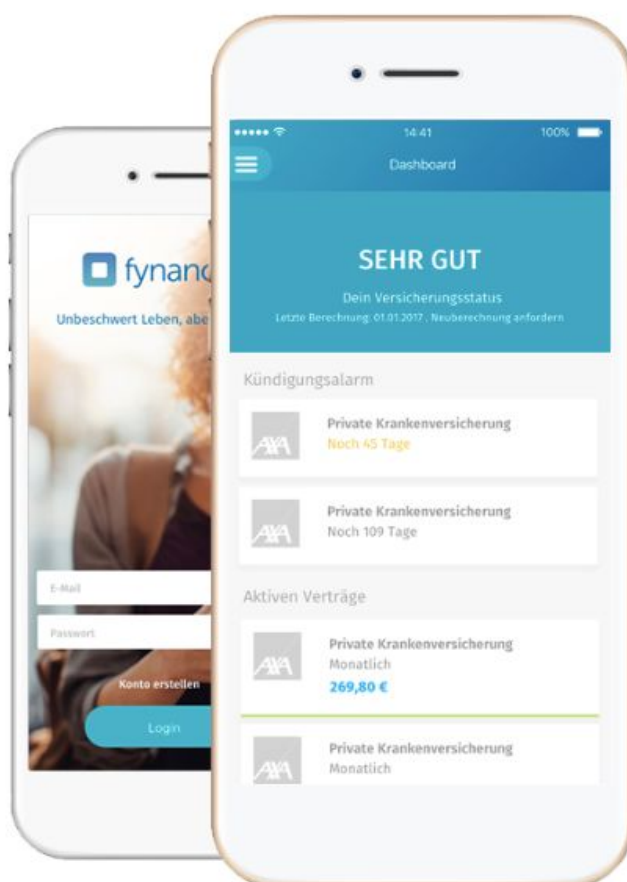 fynanc
Unbeschwert Leben, abe
E-Mail
Passwort
Konto erstellen
Login
14:41 100%
Dashboard
SEHR GUT
Dein Versicherungsstatus
Letzte Berechnung: 01.01.2017 . Neuberechnung anfordern
Kündigungsalarm
AXA
Private Krankenversicherung
Noch 45 Tage
AXA
Private Krankenversicherung
Noch 109 Tage
Aktiven Verträge
AXA
Private Krankenversicherung
Monatlich
269,80 €
AXA
Private Krankenversicherung
Monatlich